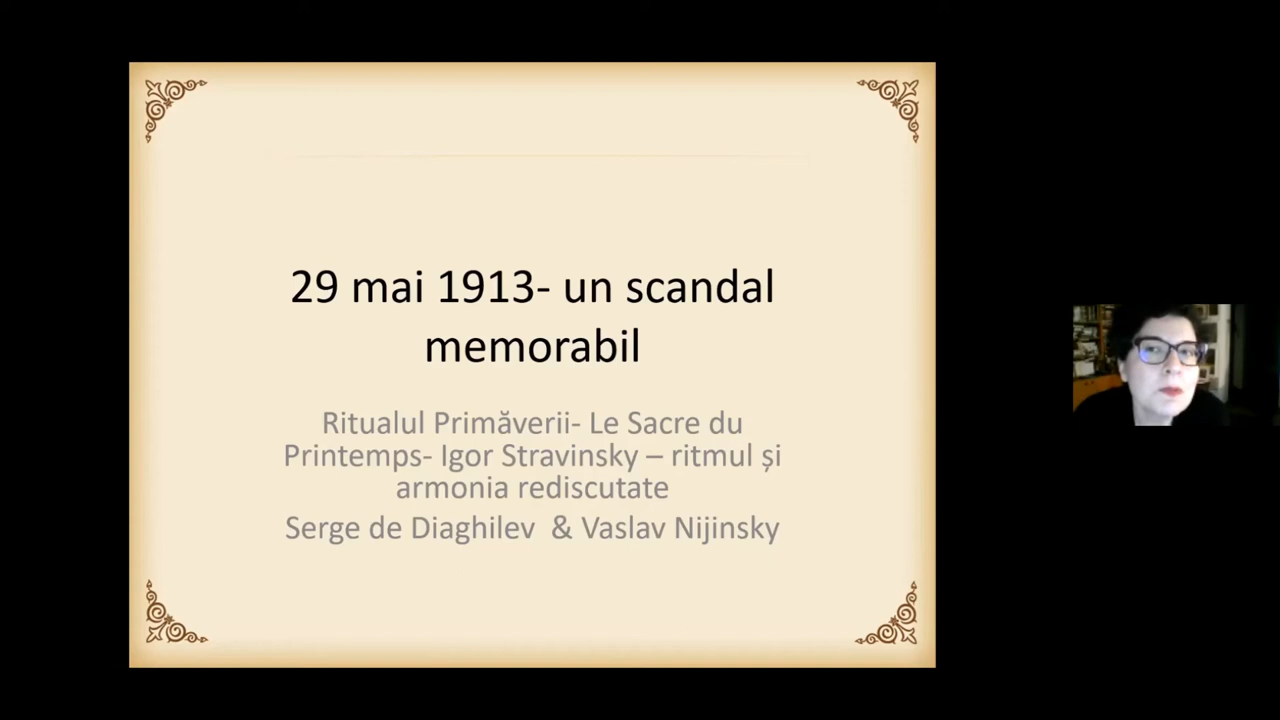 29 mai 1913- un scandal
memorabil
Ritualul Primăverii- Le Sacre du
Printemps- Igor Stravinsky – ritmul și
armonia rediscutate
Serge de Diaghilev  & Vaslav Nijinsky